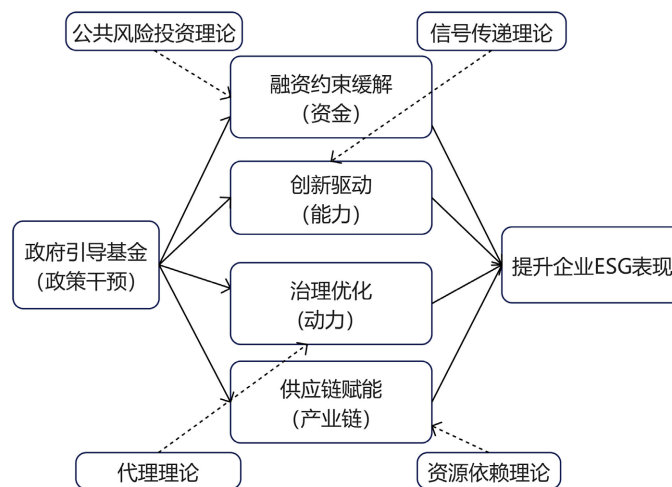 公共风险投资理论
信号传递理论
融资约束缓解
(资金)
创新驱动
(能力)
政府引导基金
(政策干预)
提升企业ESG表现
治理优化
(动力)
供应链赋能
(产业链)
代理理论
资源依赖理论